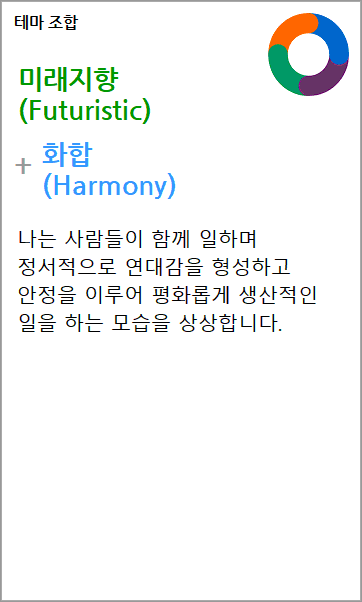 테마 조합
미래지향
(Futuristic)
+ 화합
(Harmony)
나는 사람들이 함께 일하며
정서적으로 연대감을 형성하고
안정을 이루어 평화롭게 생산적인
일을 하는 모습을 상상합니다.